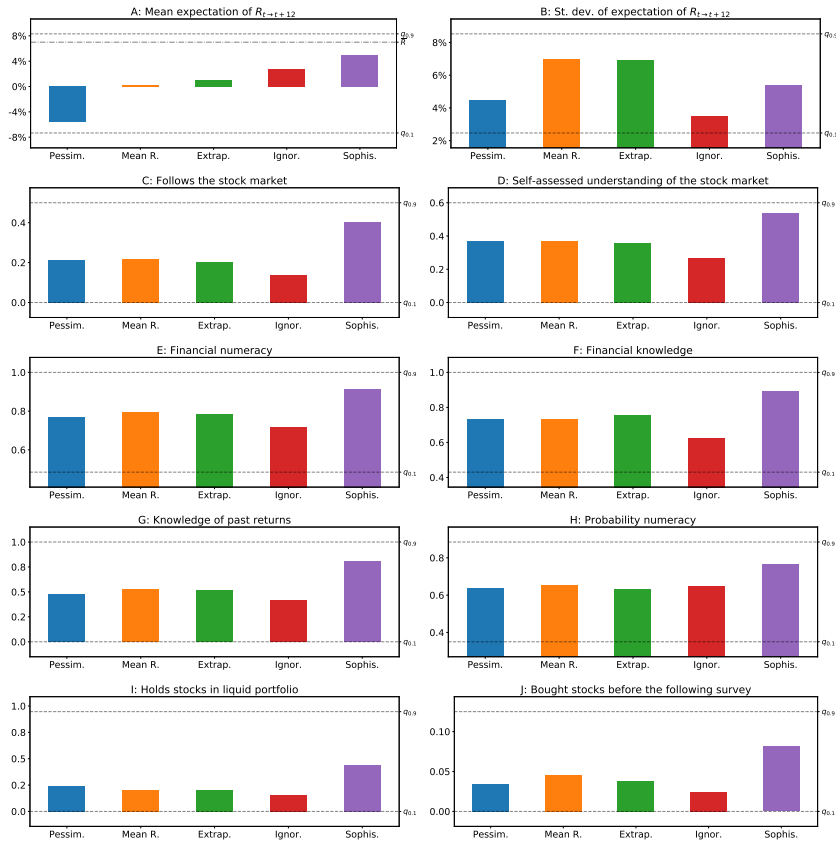 A: Mean expectation of R_{t→t+12}
8%
4%
0%
-4%
-8%
q_{0.9}
R
q_{0.1}
Pessim. Mean R. Extrap. Ignor. Sophis.
B: St. dev. of expectation of R_{t→t+12}
8%
6%
4%
2%
q_{0.9}
q_{0.1}
Pessim. Mean R. Extrap. Ignor. Sophis.
C: Follows the stock market
0.4
0.2
0.0
q_{0.9}
q_{0.1}
Pessim. Mean R. Extrap. Ignor. Sophis.
D: Self-assessed understanding of the stock market
0.6
0.4
0.2
0.0
q_{0.9}
q_{0.1}
Pessim. Mean R. Extrap. Ignor. Sophis.
E: Financial numeracy
1.0
0.8
0.6
q_{0.9}
q_{0.1}
Pessim. Mean R. Extrap. Ignor. Sophis.
F: Financial knowledge
1.0
0.8
0.6
0.4
q_{0.9}
q_{0.1}
Pessim. Mean R. Extrap. Ignor. Sophis.
G: Knowledge of past returns
1.0
0.8
0.5
0.2
0.0
q_{0.9}
q_{0.1}
Pessim. Mean R. Extrap. Ignor. Sophis.
H: Probability numeracy
0.8
0.6
0.4
q_{0.9}
q_{0.1}
Pessim. Mean R. Extrap. Ignor. Sophis.
I: Holds stocks in liquid portfolio
1.0
0.8
0.5
0.2
0.0
q_{0.9}
q_{0.1}
Pessim. Mean R. Extrap. Ignor. Sophis.
J: Bought stocks before the following survey
0.10
0.05
0.00
q_{0.9}
q_{0.1}
Pessim. Mean R. Extrap. Ignor. Sophis.